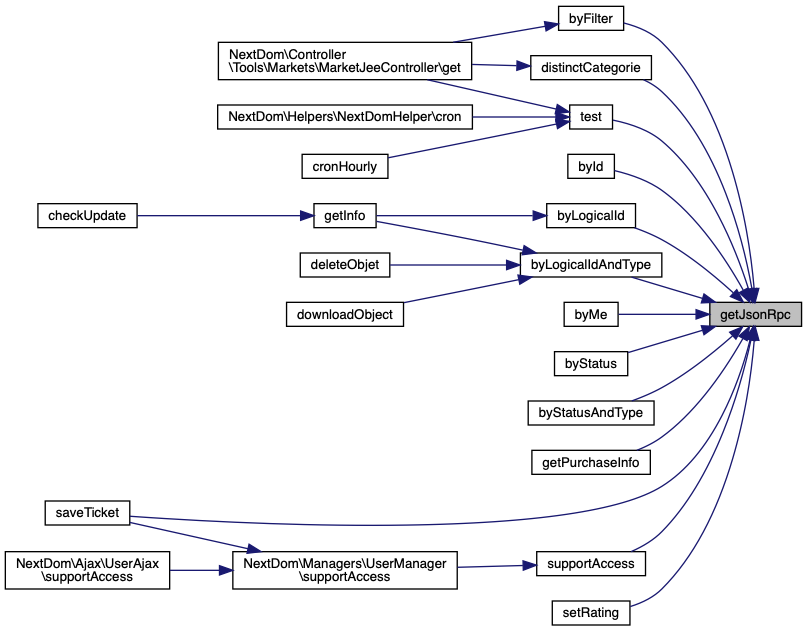 byFilter
NextDom\Controller
\Tools\Markets\MarketJeeController\get
distinctCategorie
NextDom\Helpers\NextDomHelper\cron
test
cronHourly
byId
checkUpdate
getInfo
byLogicalId
deleteObjet
byLogicalIdAndType
downloadObject
byMe
getJsonRpc
byStatus
byStatusAndType
getPurchaseInfo
saveTicket
NextDom\Ajax\UserAjax
\supportAccess
NextDom\Managers\UserManager
\supportAccess
supportAccess
setRating